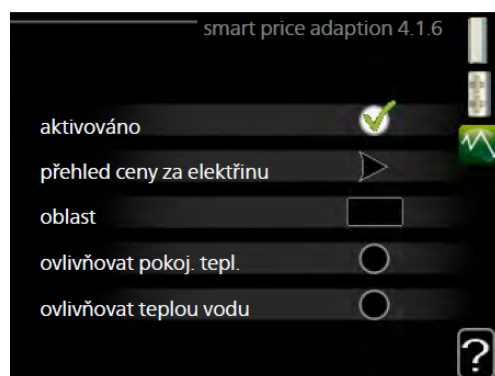 smart price adaption 4.1.6
aktivováno
přehled ceny za elektřinu
oblast
ovlivňovat pokoj. tepl.
ovlivňovat teplou vodu
?